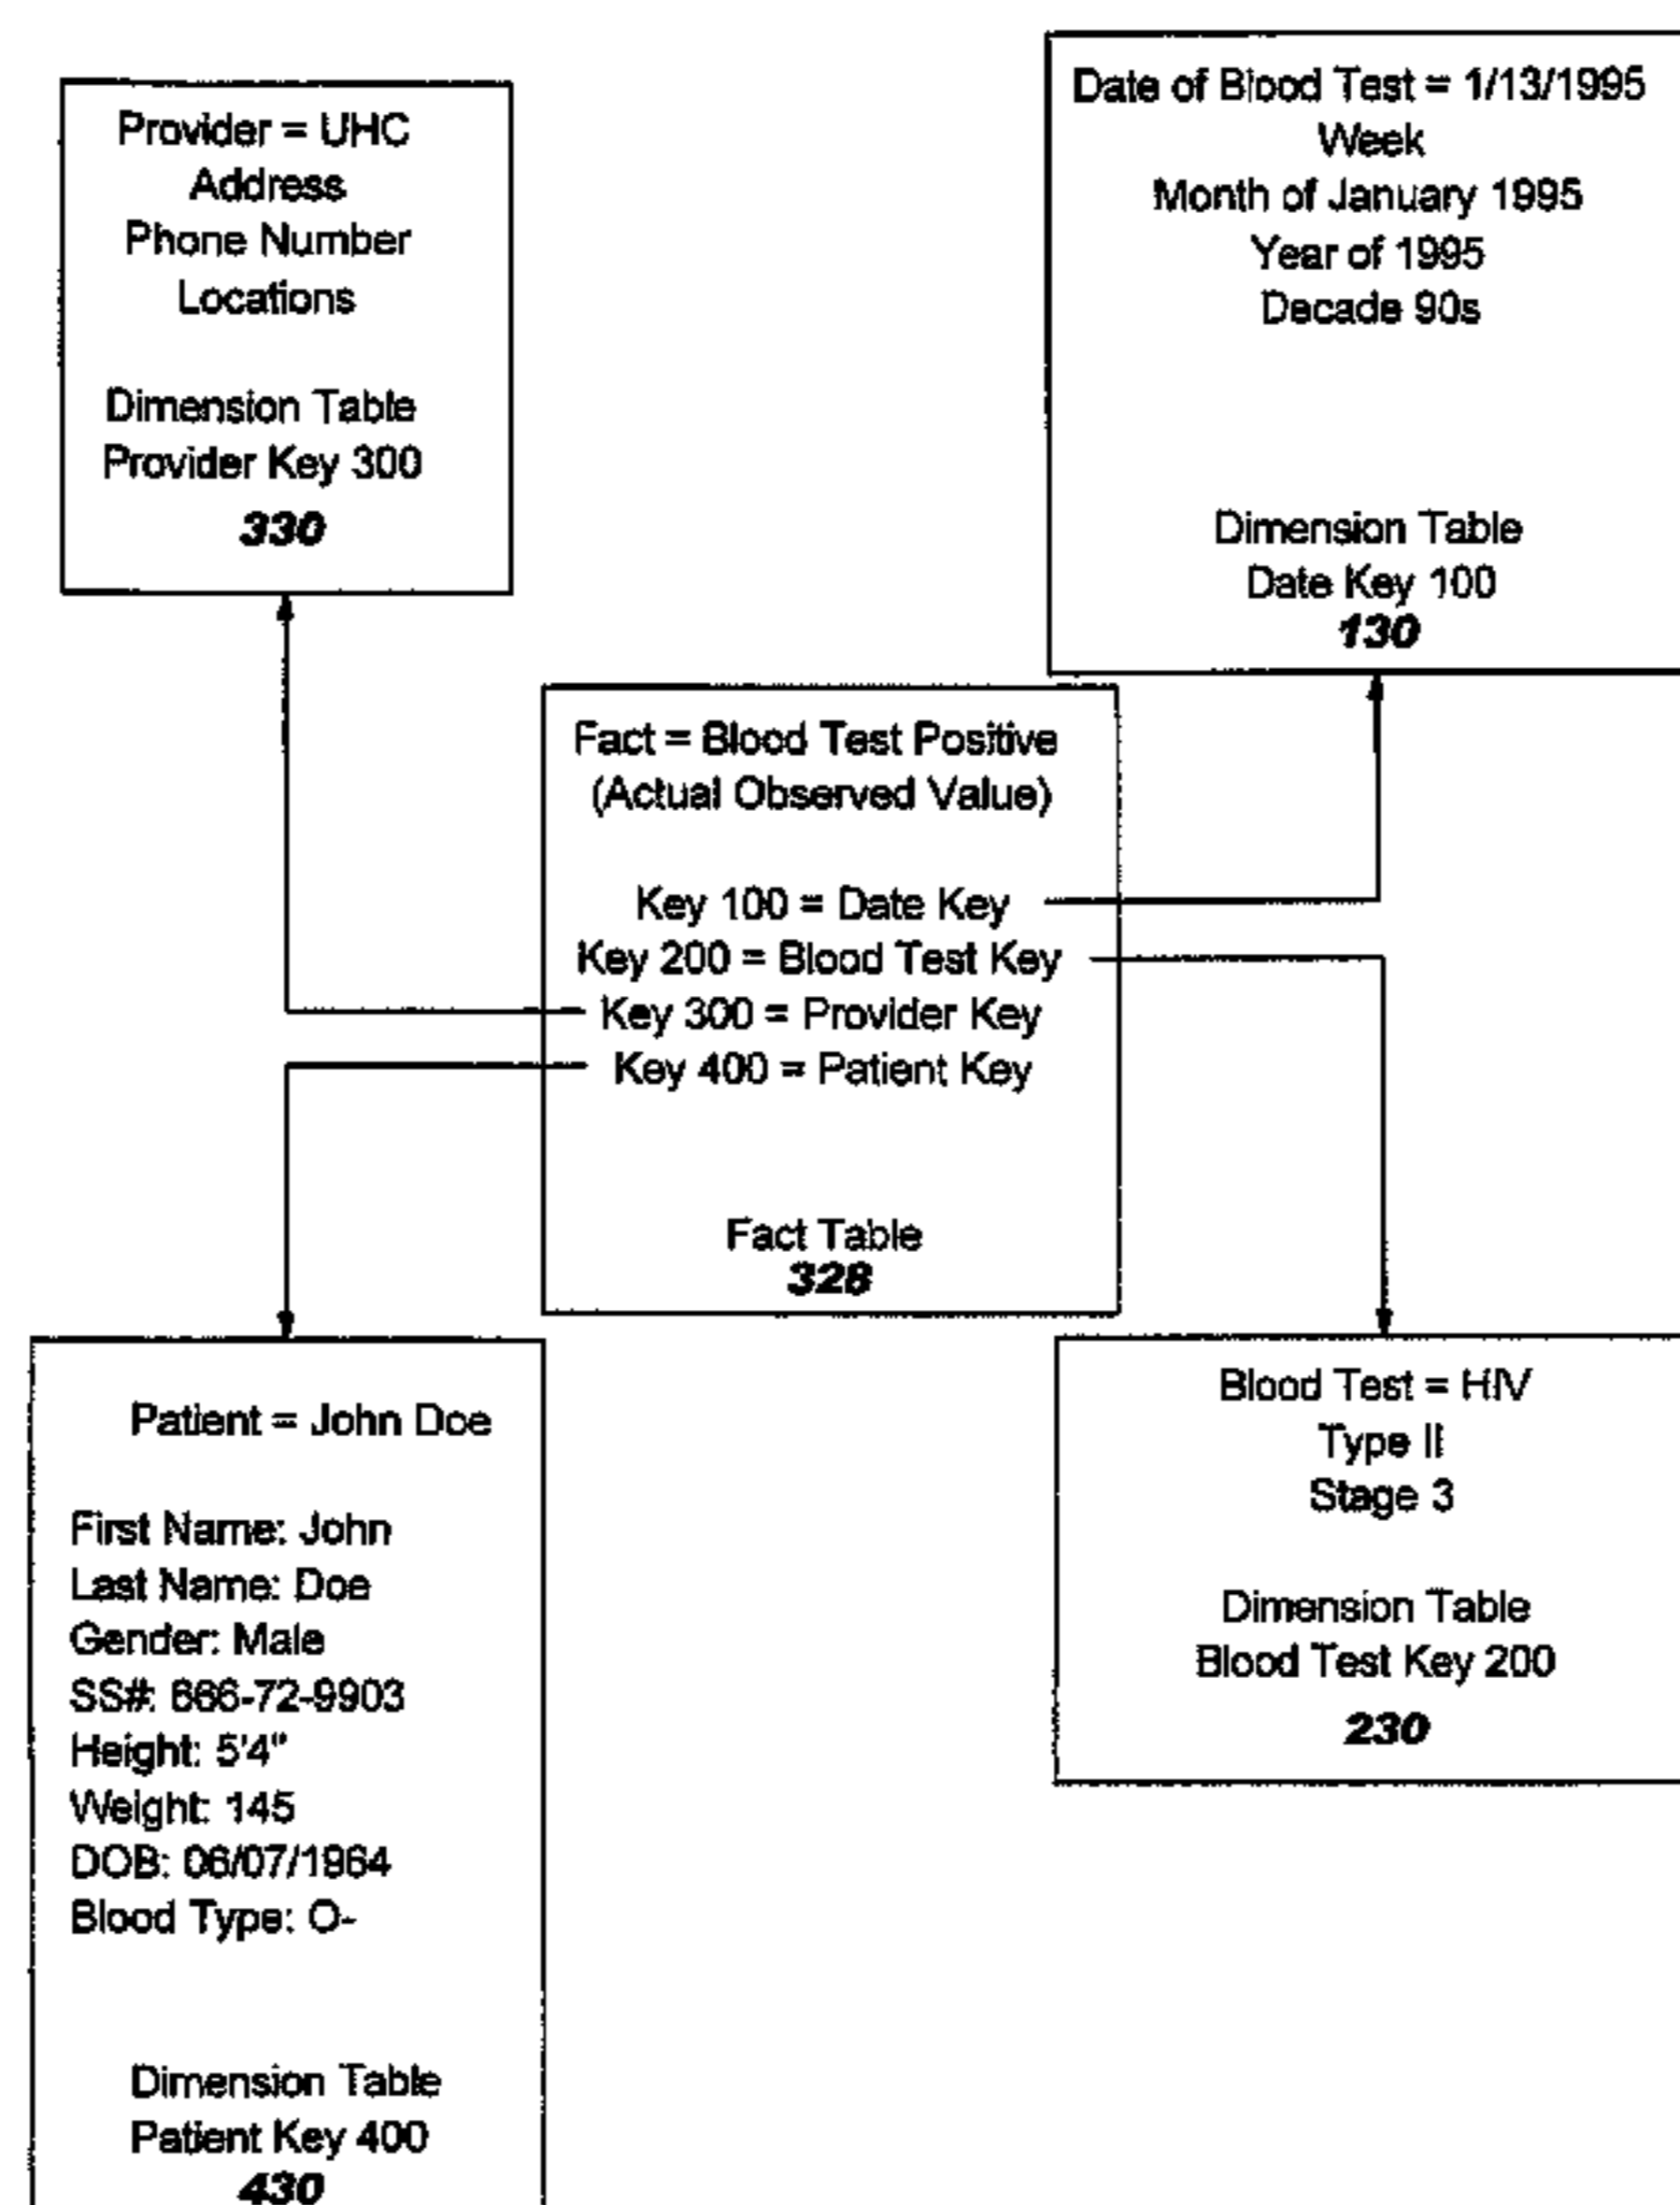 Provider = UHC
Address
Phone Number
Locations
Dimension Table
Provider Key 300
330
Date of Blood Test = 1/13/1995
Week
Month of January 1995
Year of 1995
Decade 90s
Dimension Table
Date Key 100
130
Fact = Blood Test Positive
(Actual Observed Value)
Key 100 = Date Key
Key 200 = Blood Test Key
Key 300 = Provider Key
Key 400 = Patient Key
Fact Table
328
Patient = John Doe
First Name: John
Last Name: Doe
Gender: Male
SS#: 666-72-9903
Height: 5'4"
Weight: 145
DOB: 06/07/1964
Blood Type: O-
Dimension Table
Patient Key 400
430
Blood Test = HIV
Type II
Stage 3
Dimension Table
Blood Test Key 200
230